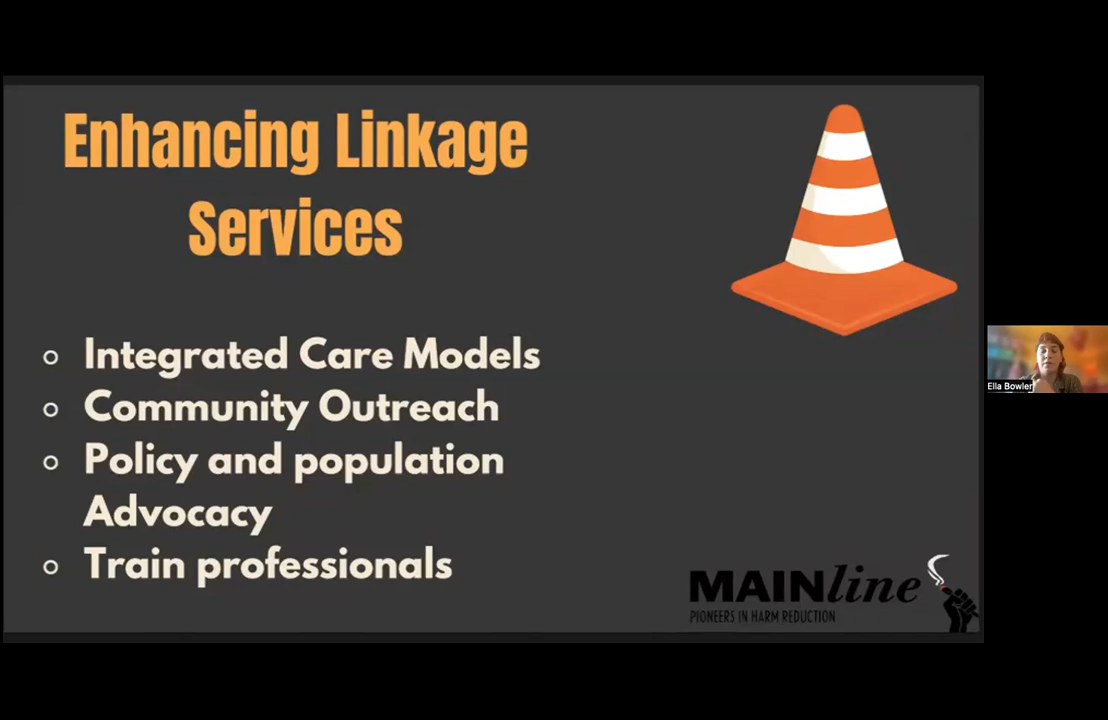 Enhancing Linkage
Services
Integrated Care Models
Community Outreach
Policy and population
Advocacy
Train professionals
MAINline
PIONEERS IN HARM REDUCTION
Ella Bowler